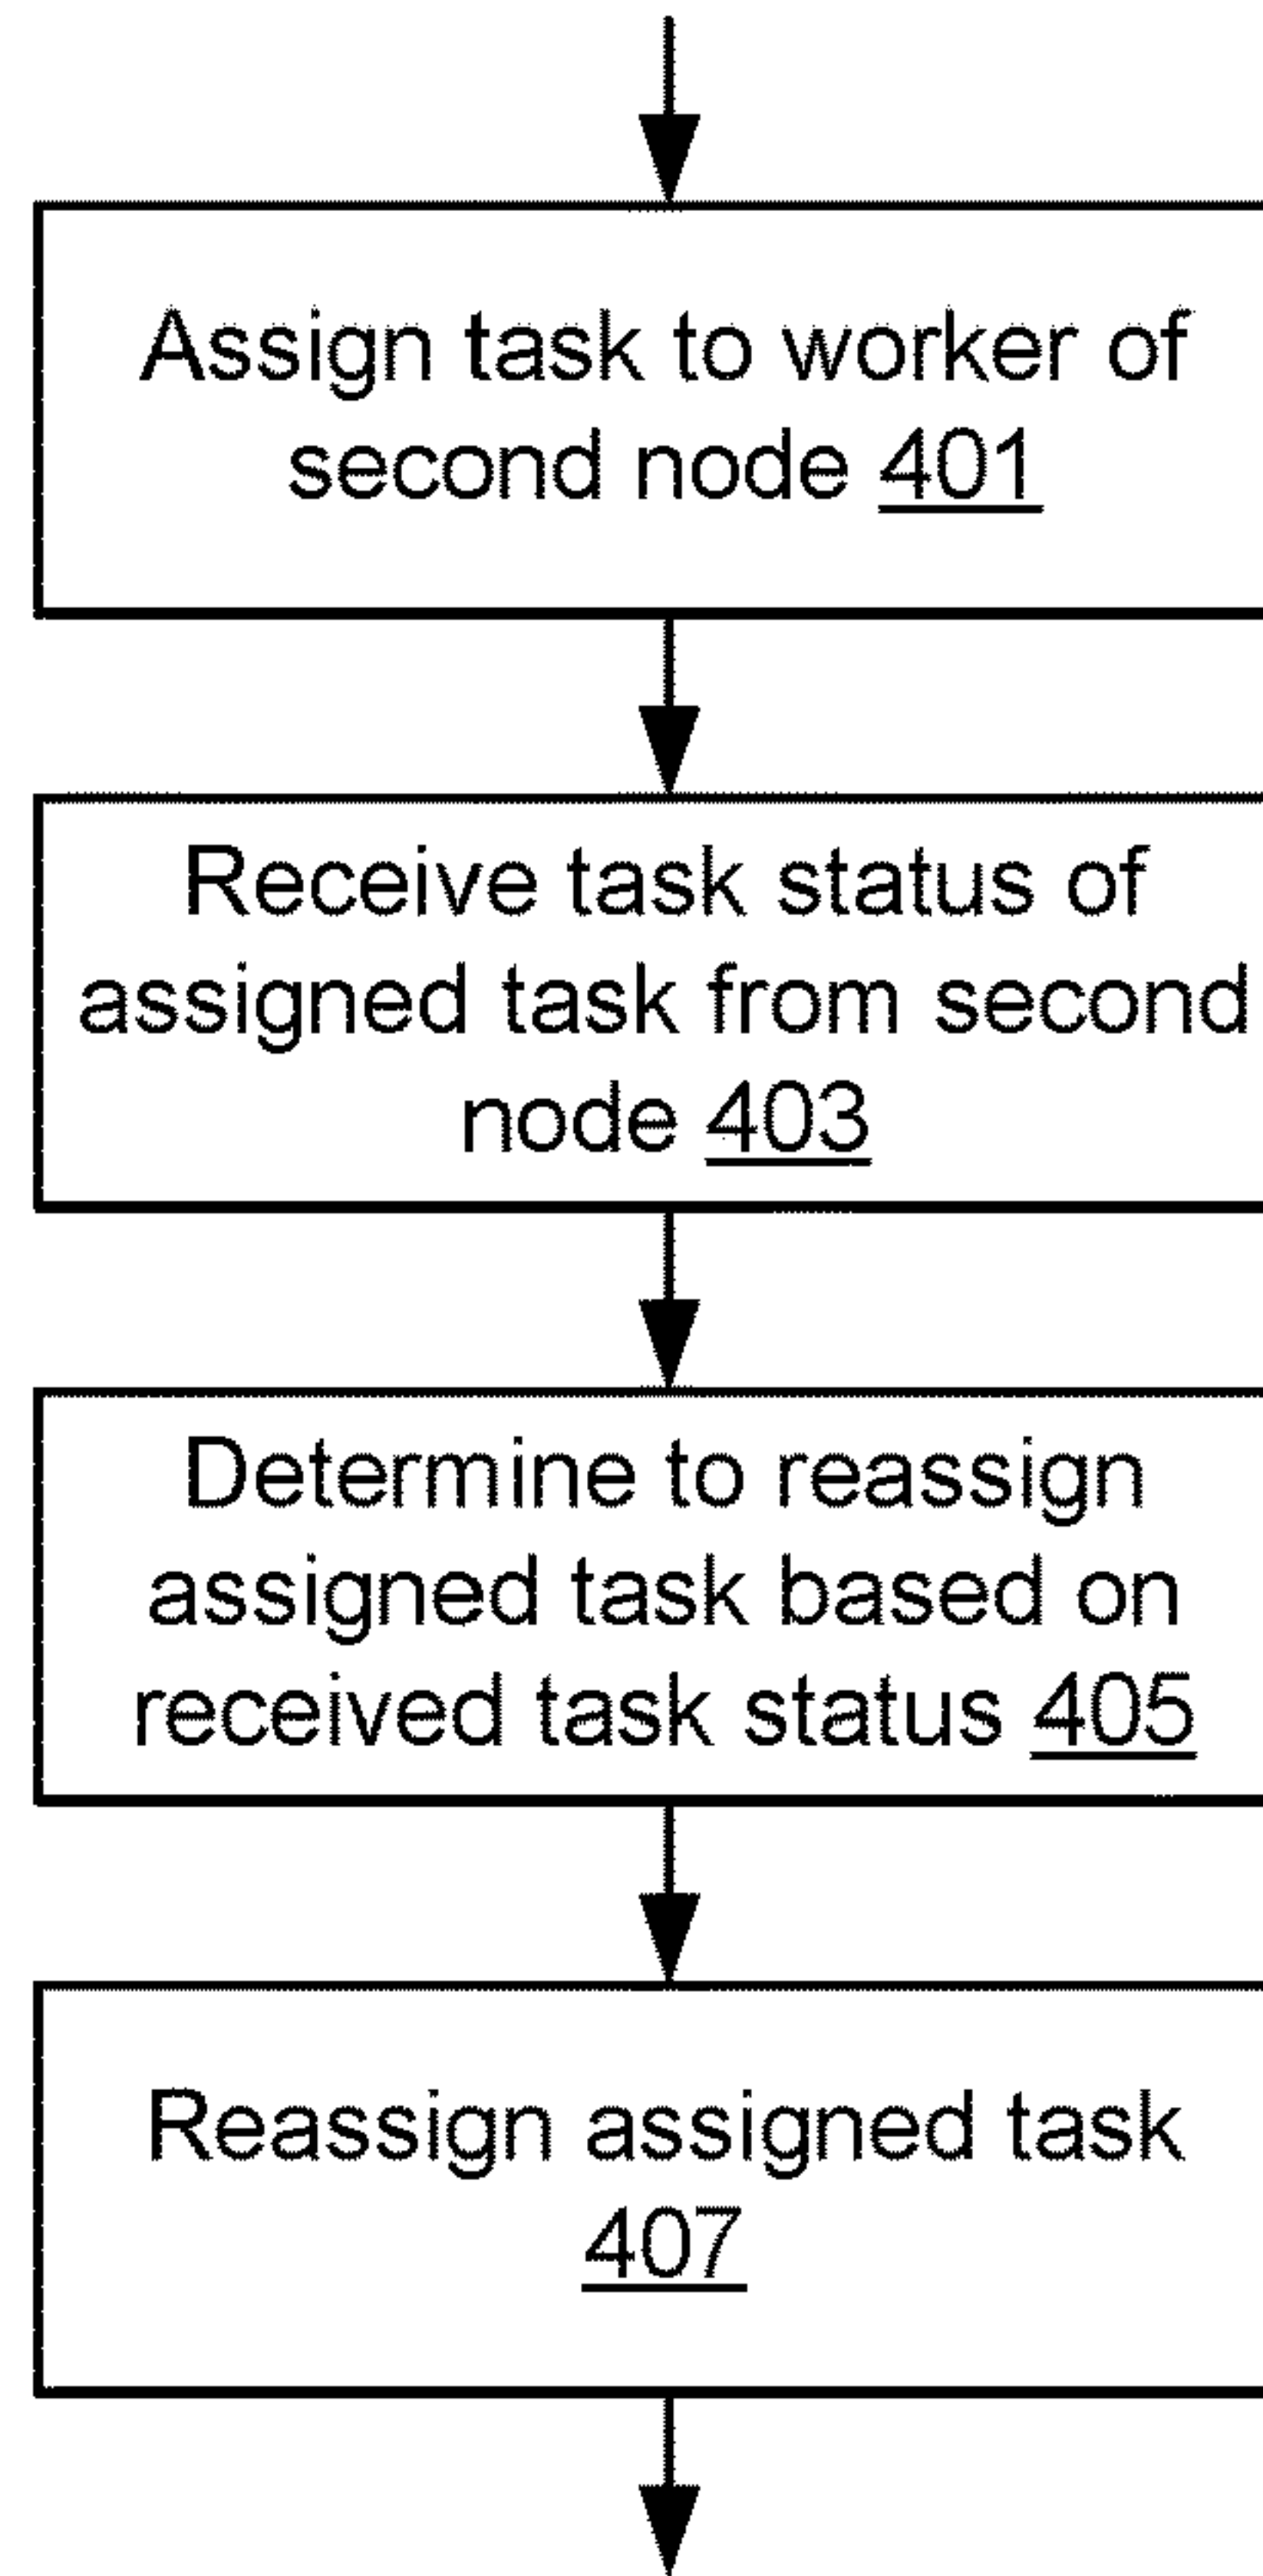 Assign task to worker of
second node 401
Receive task status of
assigned task from second
node 403
Determine to reassign
assigned task based on
received task status 405
Reassign assigned task
407